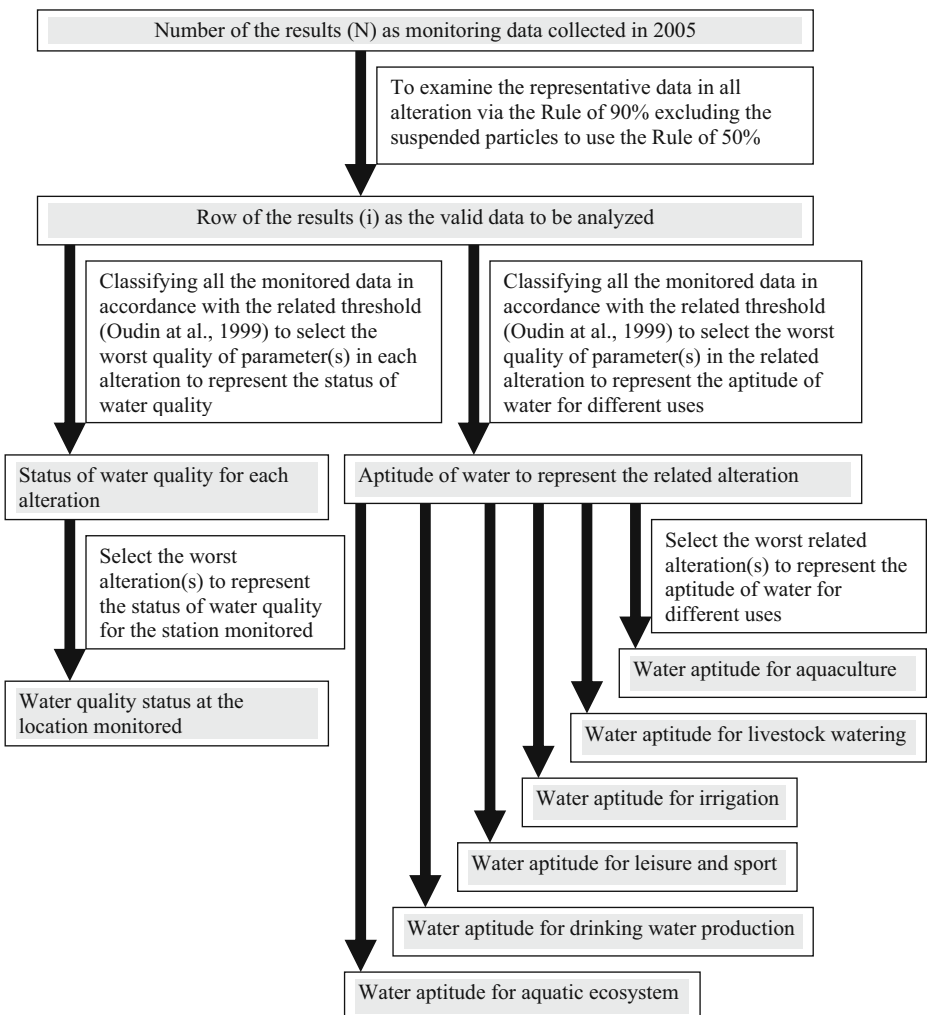 Number of the results (N) as monitoring data collected in 2005
To examine the representative data in all
alteration via the Rule of 90% excluding the
suspended particles to use the Rule of 50%
Row of the results (i) as the valid data to be analyzed
Classifying all the monitored data in
accordance with the related threshold
(Oudin at al., 1999) to select the
worst quality of parameter(s) in each
alteration to represent the status of
water quality
Classifying all the monitored data in
accordance with the related threshold
(Oudin at al., 1999) to select the worst
quality of parameter(s) in the related
alteration to represent the aptitude of
water for different uses
Status of water quality for each
alteration
Aptitude of water to represent the related alteration
Select the worst
alteration(s) to represent
the status of water quality
for the station monitored
Select the worst related
alteration(s) to represent the
aptitude of water for
different uses
Water quality status at the
location monitored
Water aptitude for aquaculture
Water aptitude for livestock watering
Water aptitude for irrigation
Water aptitude for leisure and sport
Water aptitude for drinking water production
Water aptitude for aquatic ecosystem